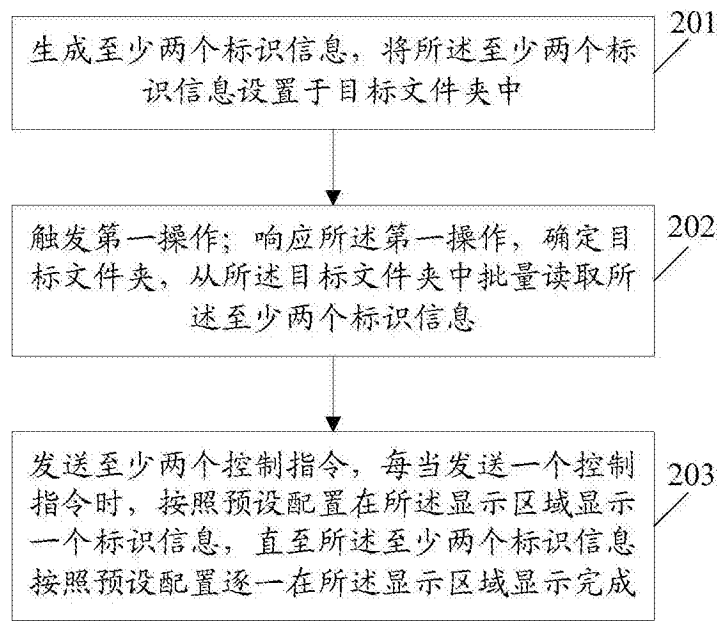 生成至少两个标识信息，将所述至少两个标
识信息设置于目标文件夹中
201
触发第一操作；响应所述第一操作，确定目
标文件夹，从所述目标文件夹中批量读取所
述至少两个标识信息
202
发送至少两个控制指令，每当发送一个控制
指令时，按照预设配置在所述显示区域显示
一个标识信息，直至所述至少两个标识信息
按照预设配置逐一在所述显示区域显示完成
203